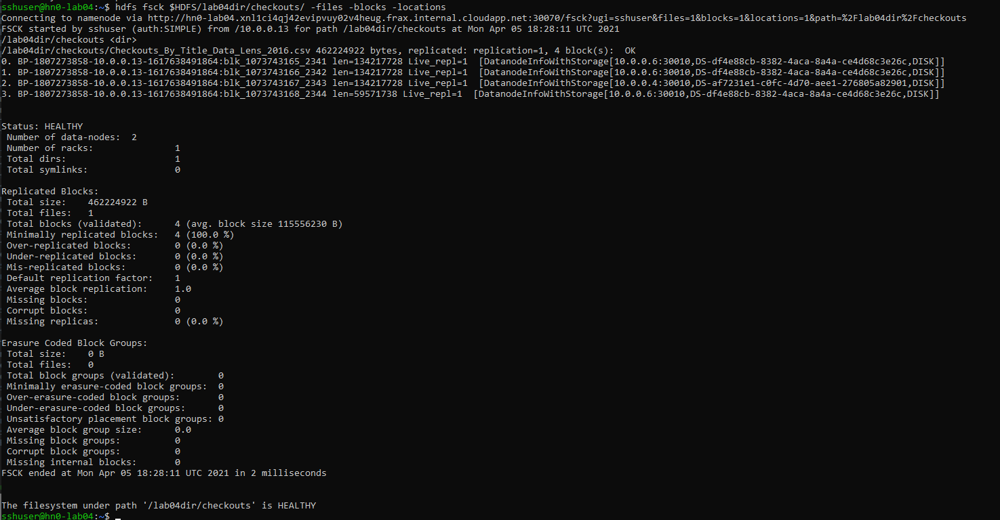 sshuser@hn0-lab04:~$ hdfs fsck $HDFS/lab04dir/checkouts/ -files -blocks -locations
Connecting to namenode via http://hn0-lab04.xnl1ci4qj42evipvuy02v4heug.frax.internal.cloudapp.net:30070/fsck?ugi=sshuser&files=1&blocks=1&locations=1&path=%2Flab04dir%2Fcheckouts
FSCK started by sshuser (auth:SIMPLE) from /10.0.0.13 for path /lab04dir/checkouts at Mon Apr 05 18:28:11 UTC 2021
/lab04dir/checkouts <dir>
/lab04dir/checkouts/Checkouts_By_Title_Data_Lens_2016.csv 462224922 bytes, replicated: replication=1, 4 block(s):  OK
0. BP-1807273858-10.0.0.13-1617638491864:blk_1073743165_2341 len=134217728 Live_repl=1  [DatanodeInfoWithStorage[10.0.0.6:30010,DS-df4e88cb-8382-4aca-8a4a-ce4d68c3e26c,DISK]]
1. BP-1807273858-10.0.0.13-1617638491864:blk_1073743166_2342 len=134217728 Live_repl=1  [DatanodeInfoWithStorage[10.0.0.6:30010,DS-df4e88cb-8382-4aca-8a4a-ce4d68c3e26c,DISK]]
2. BP-1807273858-10.0.0.13-1617638491864:blk_1073743167_2343 len=134217728 Live_repl=1  [DatanodeInfoWithStorage[10.0.0.4:30010,DS-af7231e1-c0fc-4d70-aee1-276805a82901,DISK]]
3. BP-1807273858-10.0.0.13-1617638491864:blk_1073743168_2344 len=59571738 Live_repl=1  [DatanodeInfoWithStorage[10.0.0.6:30010,DS-df4e88cb-8382-4aca-8a4a-ce4d68c3e26c,DISK]]
Status: HEALTHY
Number of data-nodes:  2
Number of racks: 1
Total dirs: 1
Total symlinks: 0
Replicated Blocks:
Total size: 462224922 B
Total files: 1
Total blocks (validated): 4 (avg. block size 115556230 B)
Minimally replicated blocks: 4 (100.0 %)
Over-replicated blocks: 0 (0.0 %)
Under-replicated blocks: 0 (0.0 %)
Mis-replicated blocks: 0 (0.0 %)
Default replication factor: 1
Average block replication: 1.0
Missing blocks: 0
Corrupt blocks: 0
Missing replicas: 0 (0.0 %)
Erasure Coded Block Groups:
Total size: 0 B
Total files: 0
Total block groups (validated): 0
Minimally erasure-coded block groups: 0
Over-erasure-coded block groups: 0
Under-erasure-coded block groups: 0
Unsatisfactory placement block groups: 0
Average block group size: 0.0
Missing block groups: 0
Corrupt block groups: 0
Missing internal blocks: 0
FSCK ended at Mon Apr 05 18:28:11 UTC 2021 in 2 milliseconds
The filesystem under path '/lab04dir/checkouts' is HEALTHY
sshuser@hn0-lab04:~$ _